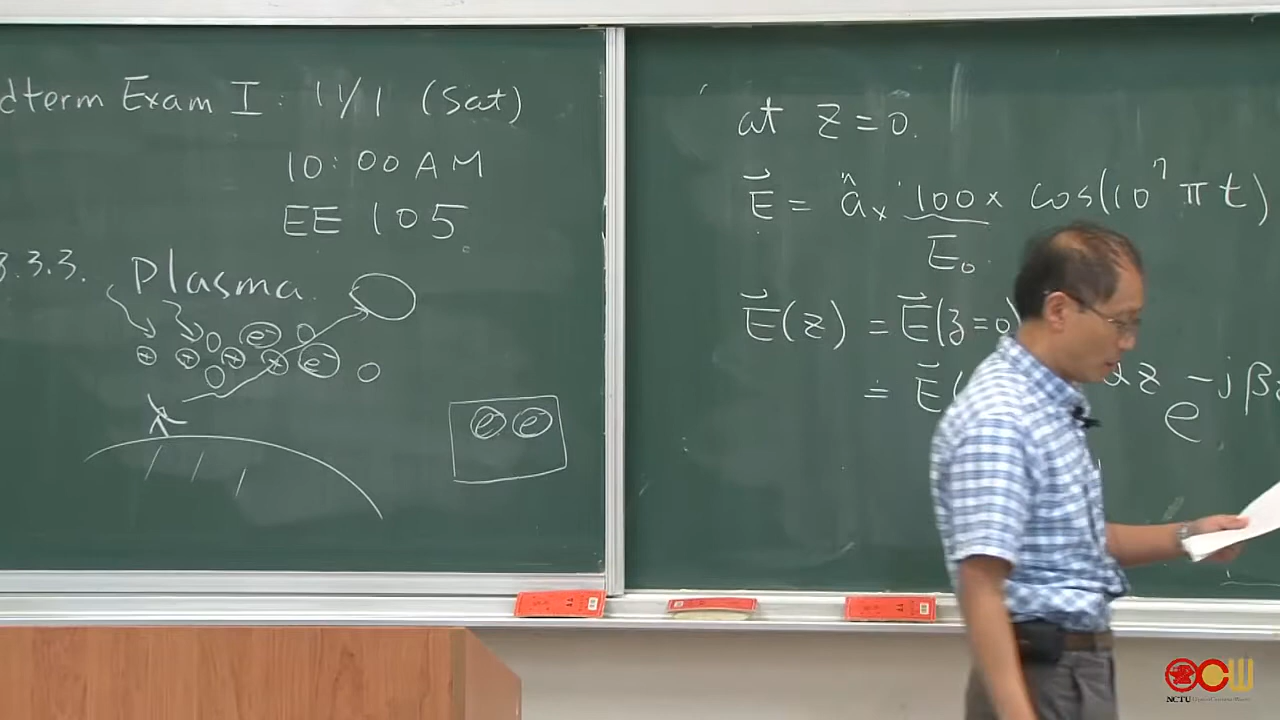 dterm Exam I: 11/1 (Sat)
10:00 AM
EE 105
3.3.3. Plasma.
e⁻
+ + + + e⁻
e e
at z=0.
E⃗ = âₓ 100 × cos(10⁷πt)
E₀
E⃗(z) = E⃗(z=0)
= E⃗( αz e^-jβz
OCW
NCTU